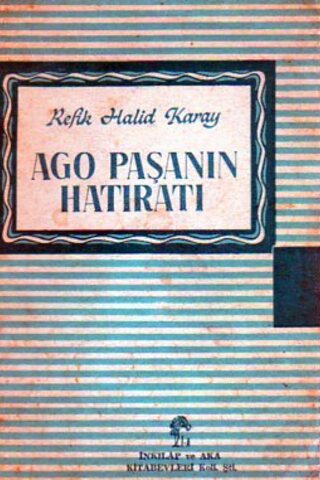 Refik Halid Karay
AGO PAŞANIN
HATIRATI
İNKILÂP ve AKA
KİTABEVLERİ Koll. Şti.